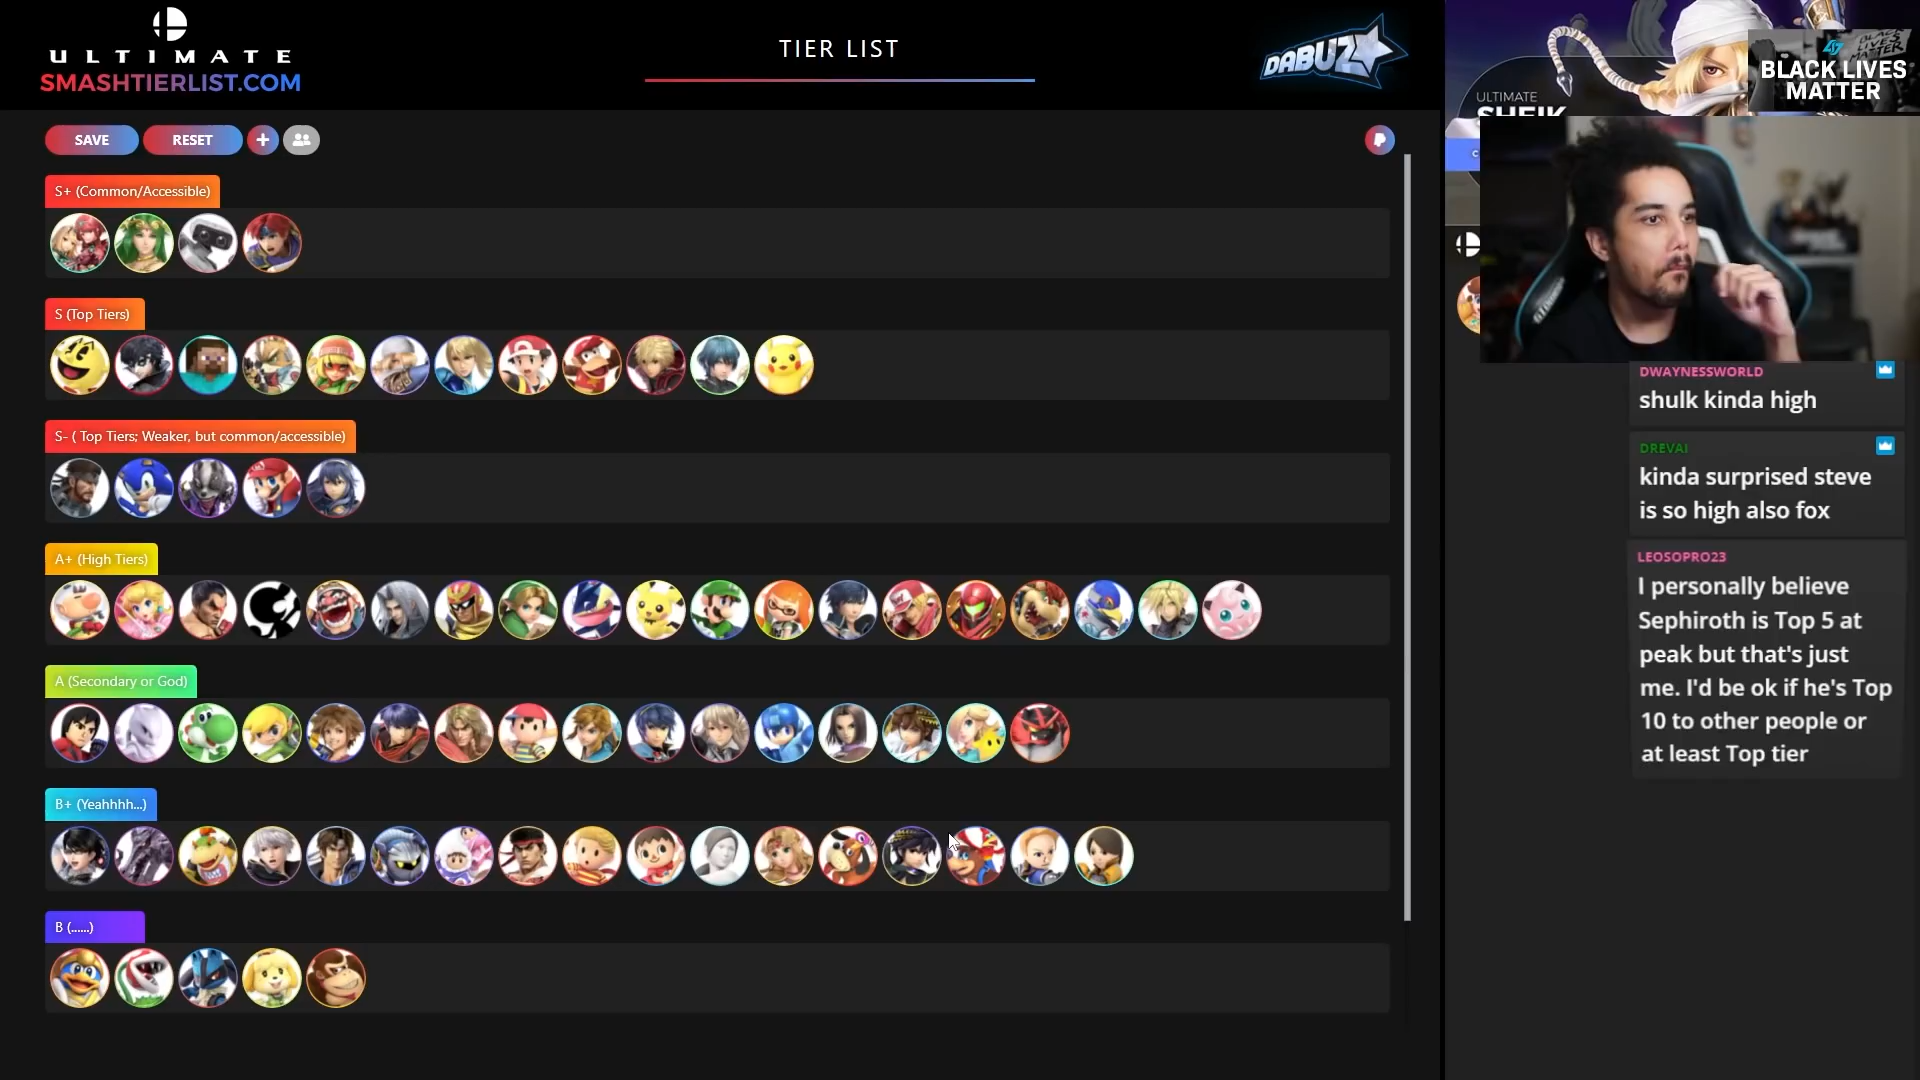 ULTIMATE
SMASHTIERLIST.COM
TIER LIST
DABUZ
SAVE
RESET
S+ (Common/Accessible)
S (Top Tiers)
S- ( Top Tiers; Weaker, but common/accessible)
A+ (High Tiers)
A (Secondary or God)
B+ (Yeahhhh...)
B (......)
ULTIMATE
SHEIK
BLACK LIVES
MATTER
C
DWAYNESSWORLD
shulk kinda high
DREVAI
kinda surprised steve
is so high also fox
LEOSOPRO23
I personally believe
Sephiroth is Top 5 at
peak but that's just
me. I'd be ok if he's Top
10 to other people or
at least Top tier